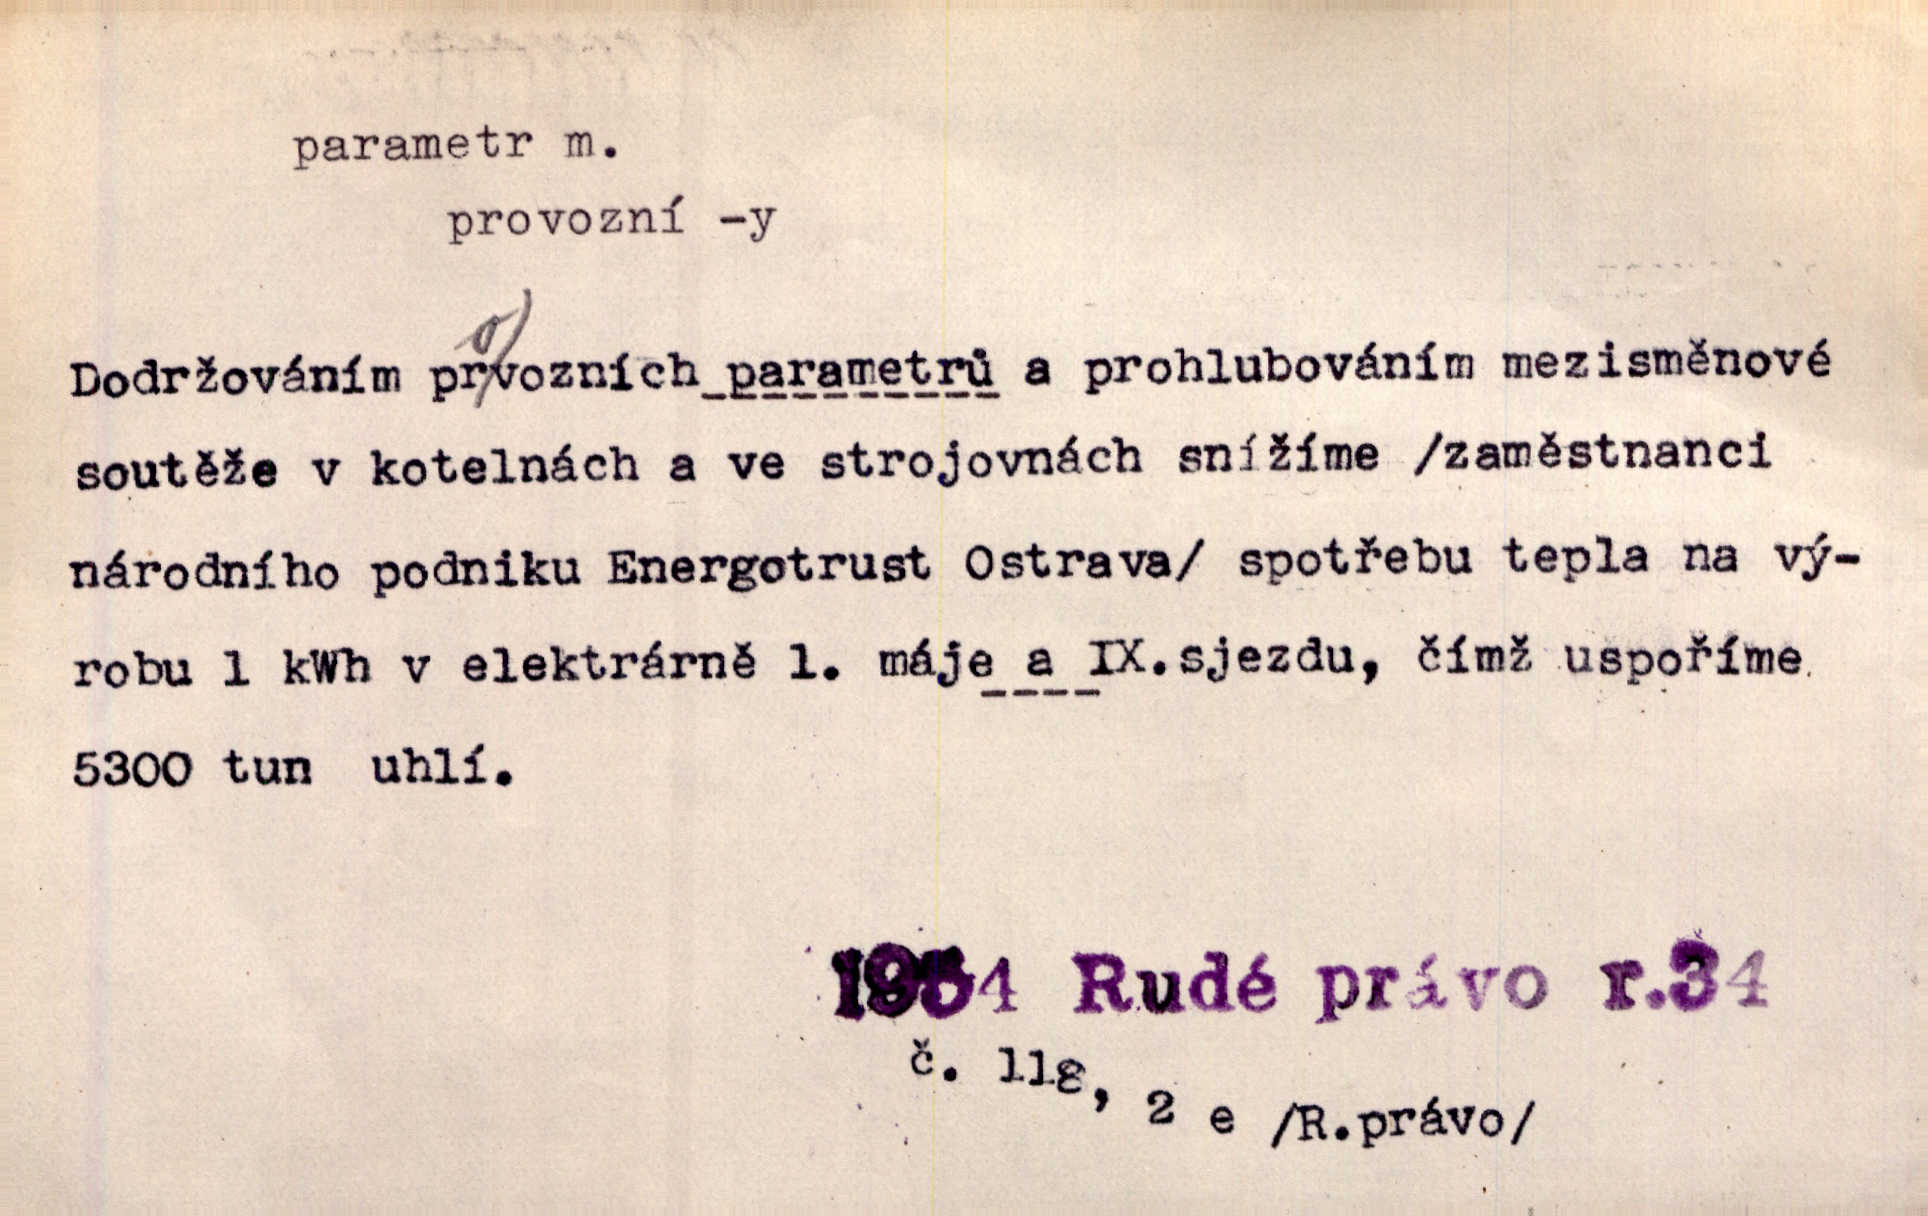 parametr m.
provozní -y
Dodržováním provozních parametrů a prohlubováním mezisměnové
soutěže v kotelnách a ve strojovnách snížíme /zaměstnanci
národního podniku Energotrust Ostrava/ spotřebu tepla na vý-
robu 1 kWh v elektrárně 1. máje a IX.sjezdu, čímž uspoříme
5300 tun uhlí.
1954 Rudé právo r.34
č. 118, 2 e /R.právo/